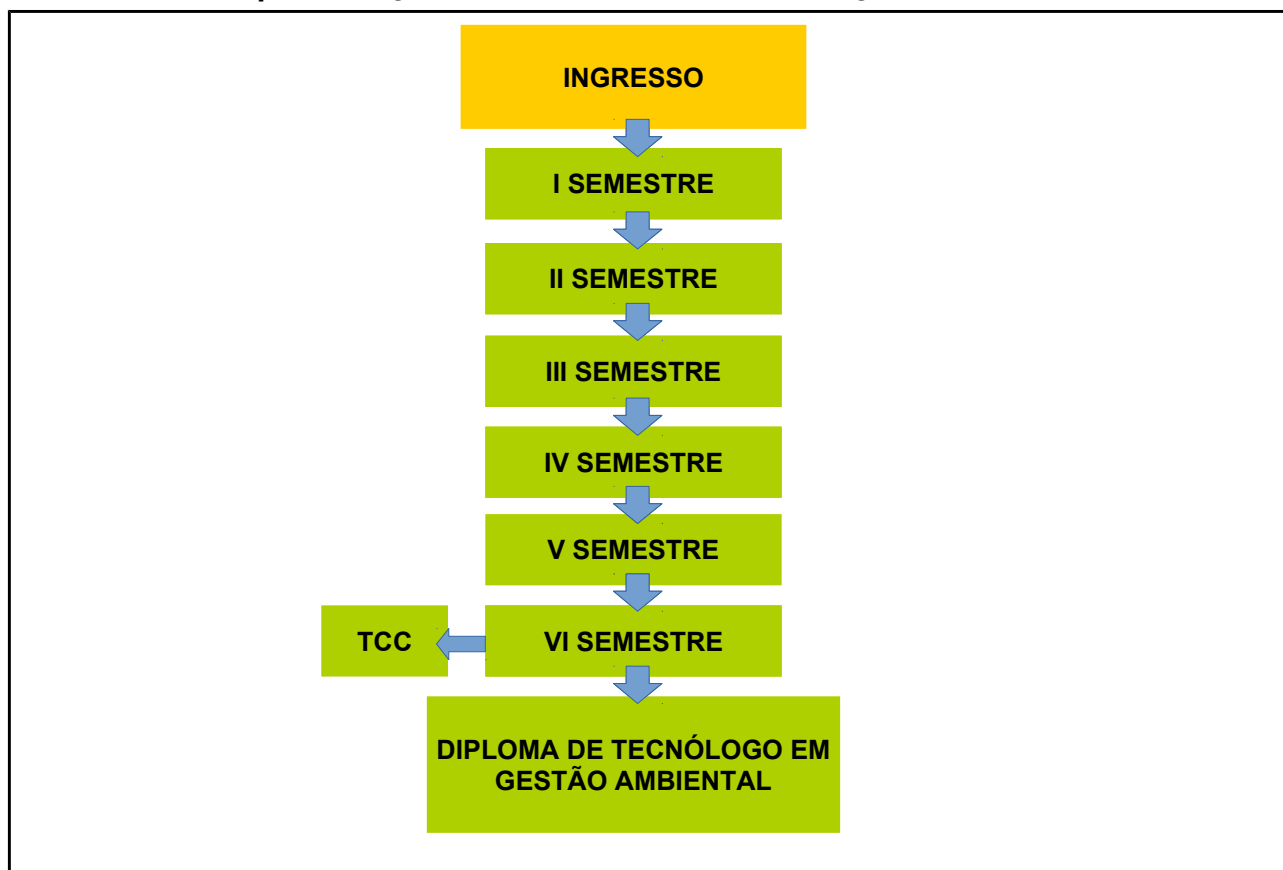 INGRESSO
I SEMESTRE
II SEMESTRE
III SEMESTRE
IV SEMESTRE
V SEMESTRE
TCC
VI SEMESTRE
DIPLOMA DE TECNÓLOGO EM
GESTÃO AMBIENTAL